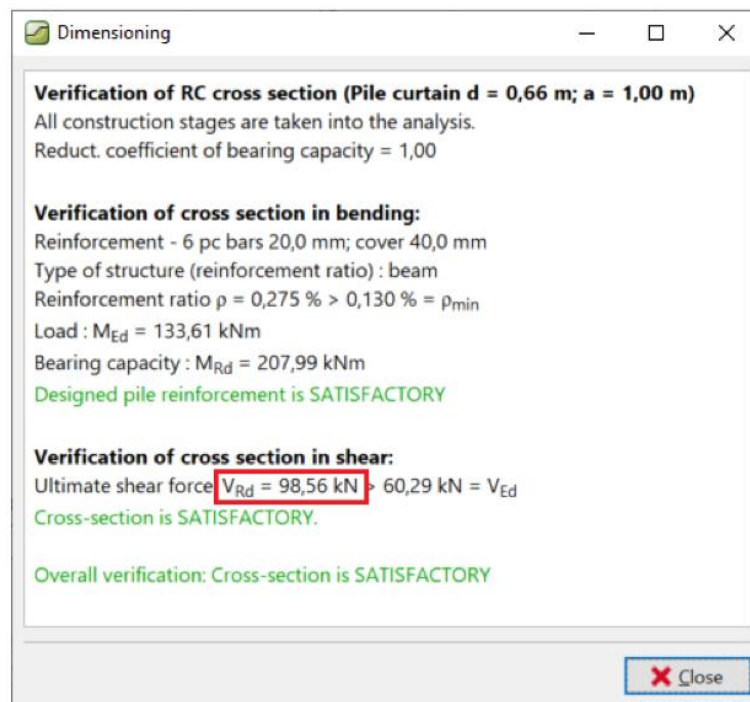 Dimensioning
Verification of RC cross section (Pile curtain d = 0,66 m; a = 1,00 m)
All construction stages are taken into the analysis.
Reduct. coefficient of bearing capacity = 1,00
Verification of cross section in bending:
Reinforcement - 6 pc bars 20,0 mm; cover 40,0 mm
Type of structure (reinforcement ratio) : beam
Reinforcement ratio ρ = 0,275 % > 0,130 % = ρmin
Load : MEd = 133,61 kNm
Bearing capacity : MRd = 207,99 kNm
Designed pile reinforcement is SATISFACTORY
Verification of cross section in shear:
Ultimate shear force VRd = 98,56 kN > 60,29 kN = VEd
Cross-section is SATISFACTORY.
Overall verification: Cross-section is SATISFACTORY
Close